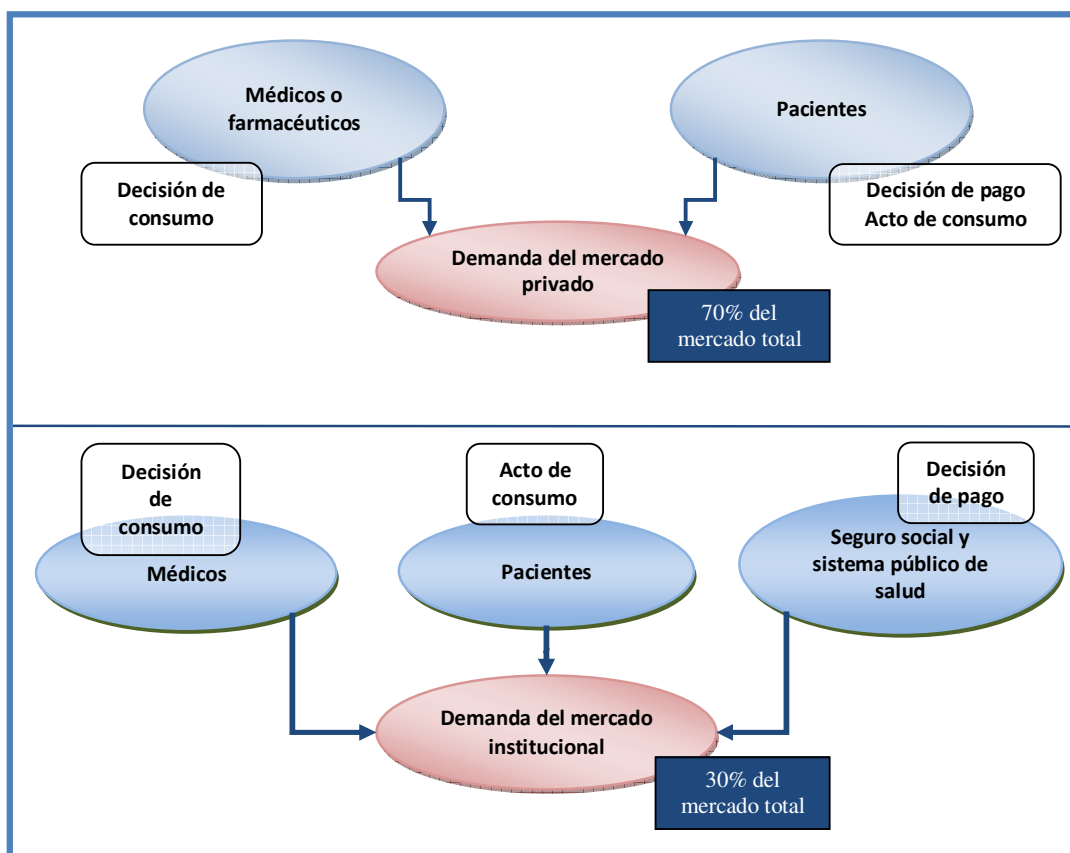 Médicos o
farmacéuticos
Pacientes
Decisión de
consumo
Decisión de pago
Acto de consumo
Demanda del mercado
privado
70% del
mercado total
Decisión
de
consumo
Acto de
consumo
Decisión
de pago
Médicos
Pacientes
Seguro social y
sistema público de
salud
Demanda del mercado
institucional
30% del
mercado total